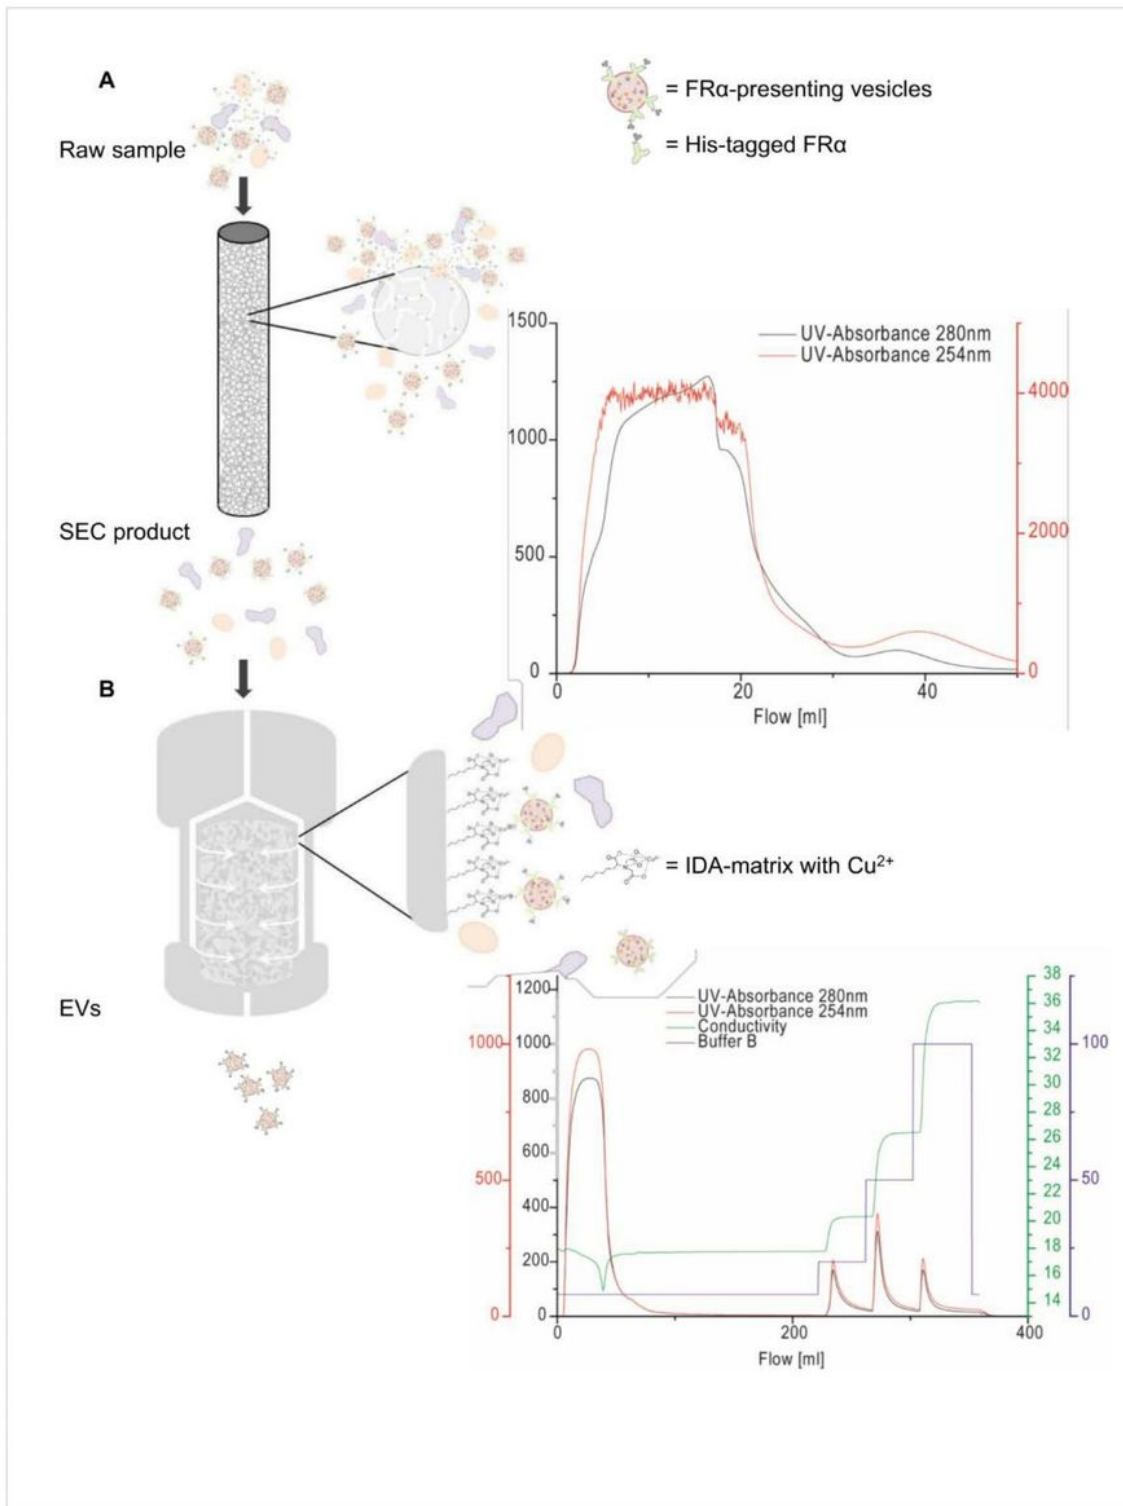 A
Raw sample
= FRα-presenting vesicles
= His-tagged FRα
SEC product
1500
1000
500
0
UV-Absorbance 280nm
UV-Absorbance 254nm
4000
2000
0
0 20 40
Flow [ml]
B
= IDA-matrix with Cu²⁺
EVs
1000
500
0
1200
1000
800
600
400
200
0
UV-Absorbance 280nm
UV-Absorbance 254nm
Conductivity
Buffer B
38
36
34
32
30
28
26
24
22
20
18
16
14
100
50
0
0 200 400
Flow [ml]